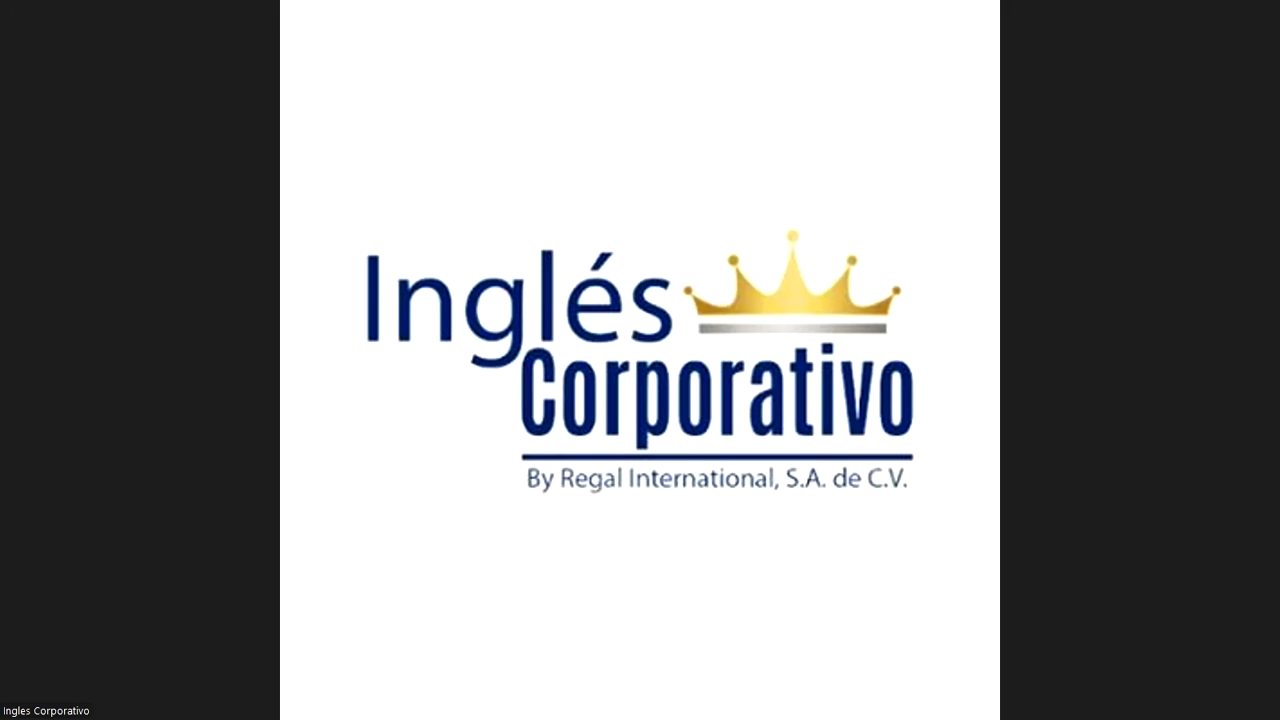 Inglés
Corporativo
By Regal International, S.A. de C.V.
Ingles Corporativo